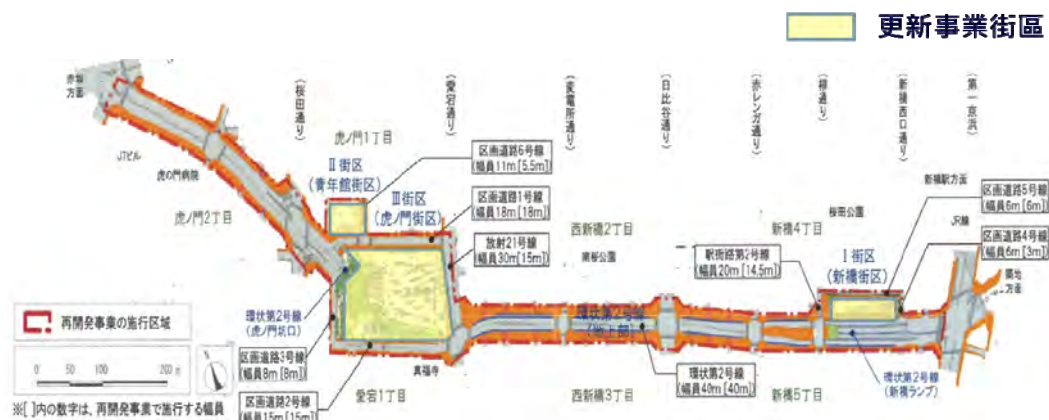 更新事業街區
赤坂
方面
(桜田通り)
(愛宕通り)
(変電所通り)
(日比谷通り)
(赤レンガ通り)
(柳通り)
(新橋西口通り)
(第一京浜)
虎ノ門1丁目
JTビル
虎の門病院
虎ノ門2丁目
Ⅱ街区
(青年館街区)
Ⅲ街区
(虎ノ門街区)
区画道路6号線
(幅員11m [5.5m])
区画道路1号線
(幅員18m [18m])
放射21号線
(幅員30m [15m])
西新橋2丁目
南桜公園
新橋4丁目
桜田公園
新橋駅方面
JR線
区画道路5号線
(幅員6m [6m])
区画道路4号線
(幅員6m [3m])
駅街路第2号線
(幅員20m [14.5m])
Ⅰ街区
(新橋街区)
築地
方面
再開発事業の施行区域
0 50 100 200 m
N
環状第2号線
(虎ノ門坑口)
環状第2号線
(地上部)
区画道路3号線
(幅員8m [8m])
真福寺
区画道路2号線
(幅員15m [15m])
愛宕1丁目
西新橋3丁目
環状第2号線
(幅員40m [40m])
新橋5丁目
環状第2号線
(新橋ランプ)
※[ ]内の数字は、再開発事業で施行する幅員